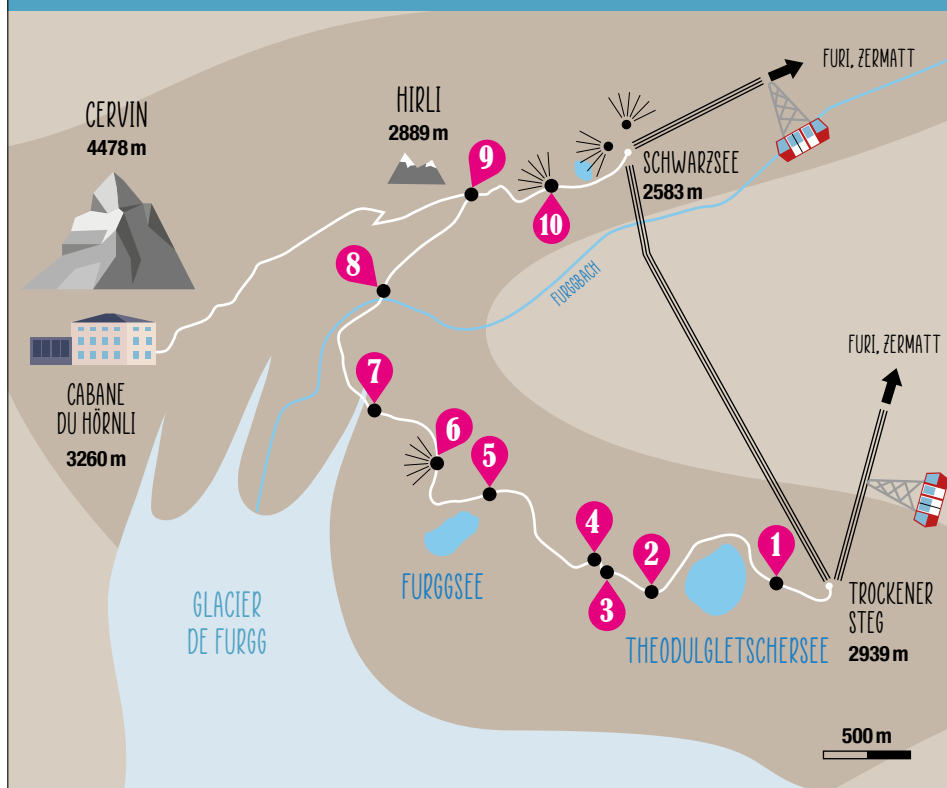 FURI, ZERMATT
CERVIN
4478 m
HIRLI
2889 m
9
SCHWARZSEE
2583 m
10
8
FURGGBACH
FURI, ZERMATT
CABANE
DU HÖRNLI
3260 m
7
6
5
4
3
2
1
FURGGSEE
GLACIER
DE FURGG
THEODULGLETSCHERSEE
TROCKENER
STEG
2939 m
500 m